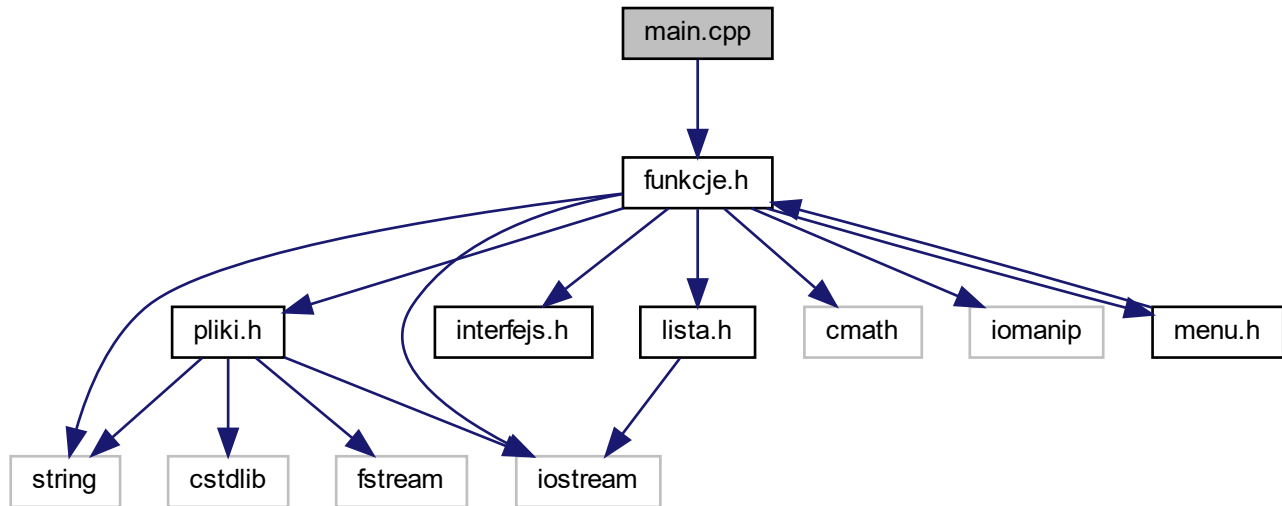 main.cpp
funkcje.h
pliki.h
interfejs.h
lista.h
cmath
iomanip
menu.h
string
cstdlib
fstream
iostream